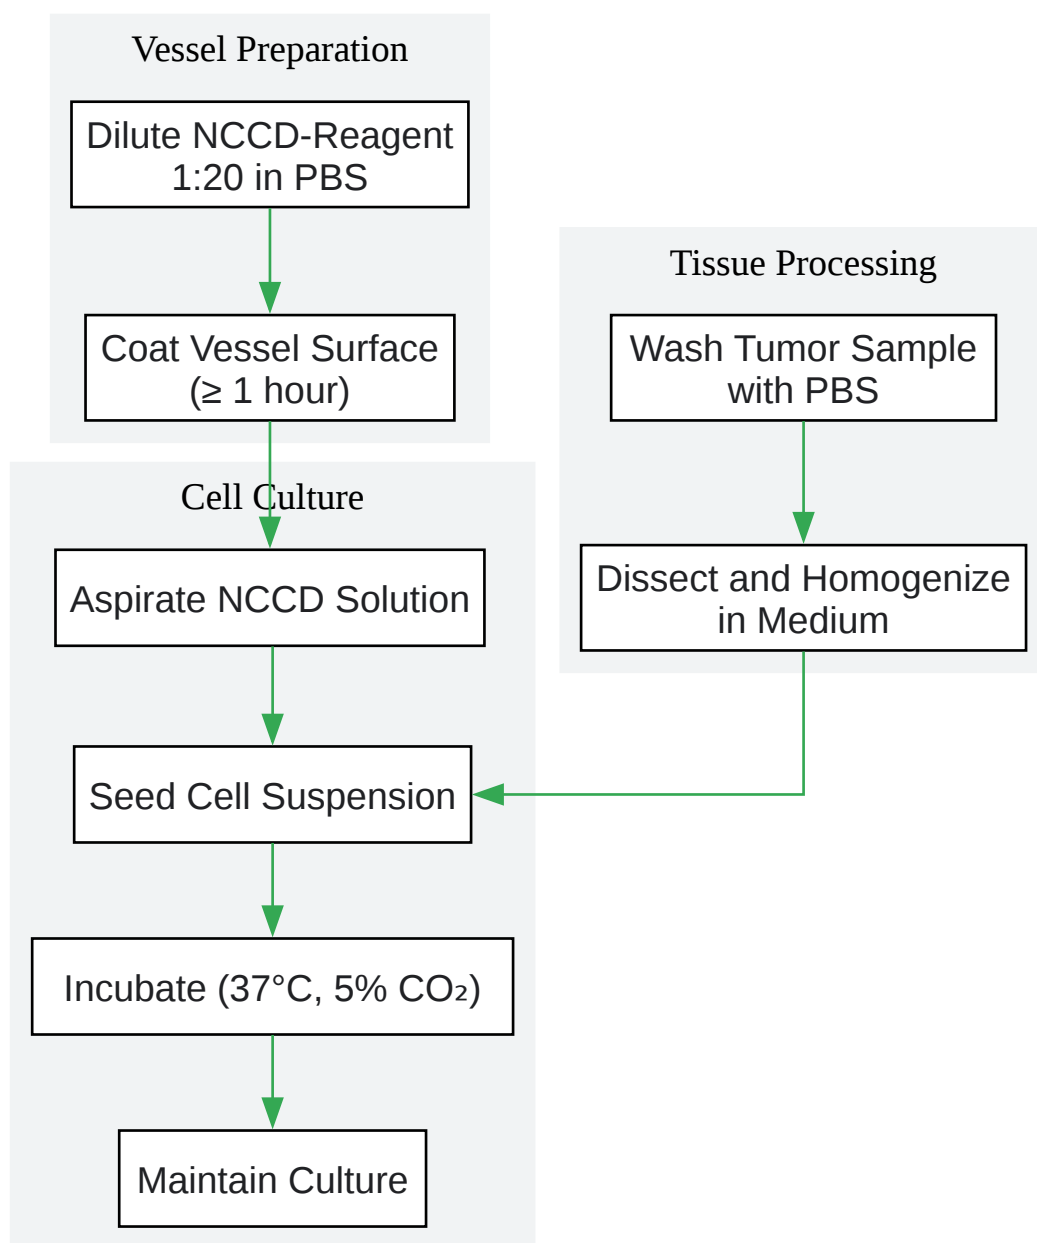 Vessel Preparation
Dilute NCCD-Reagent
1:20 in PBS
Coat Vessel Surface
(≥ 1 hour)
Tissue Processing
Wash Tumor Sample
with PBS
Dissect and Homogenize
in Medium
Cell Culture
Aspirate NCCD Solution
Seed Cell Suspension
Incubate (37°C, 5% CO₂)
Maintain Culture